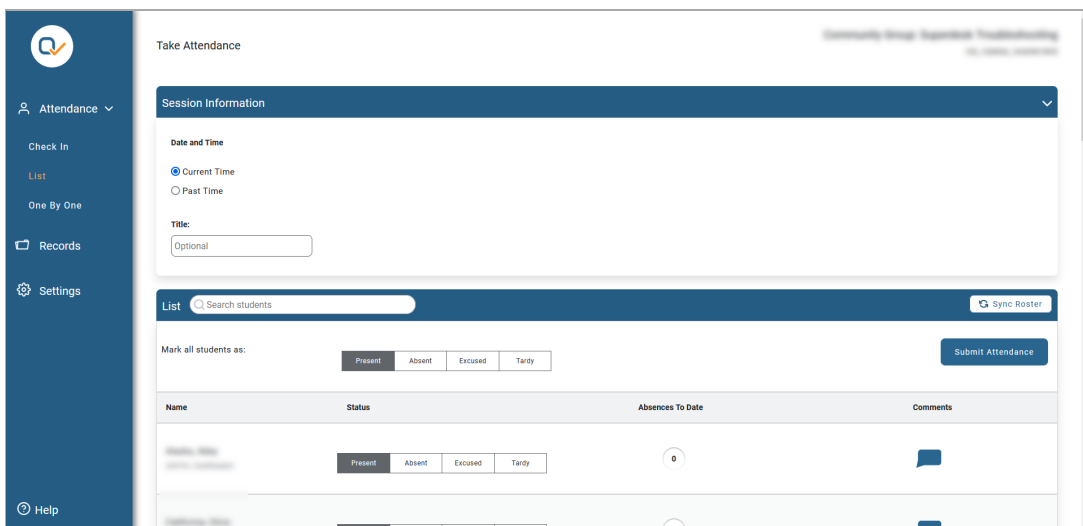 Take Attendance
Attendance
Check In
List
One By One
Records
Settings
Help
Session Information
Date and Time
Current Time
Past Time
Title:
Optional
List
Search students
Sync Roster
Mark all students as:
Present Absent Excused Tardy
Submit Attendance
Name Status Absences To Date Comments
Present Absent Excused Tardy
0